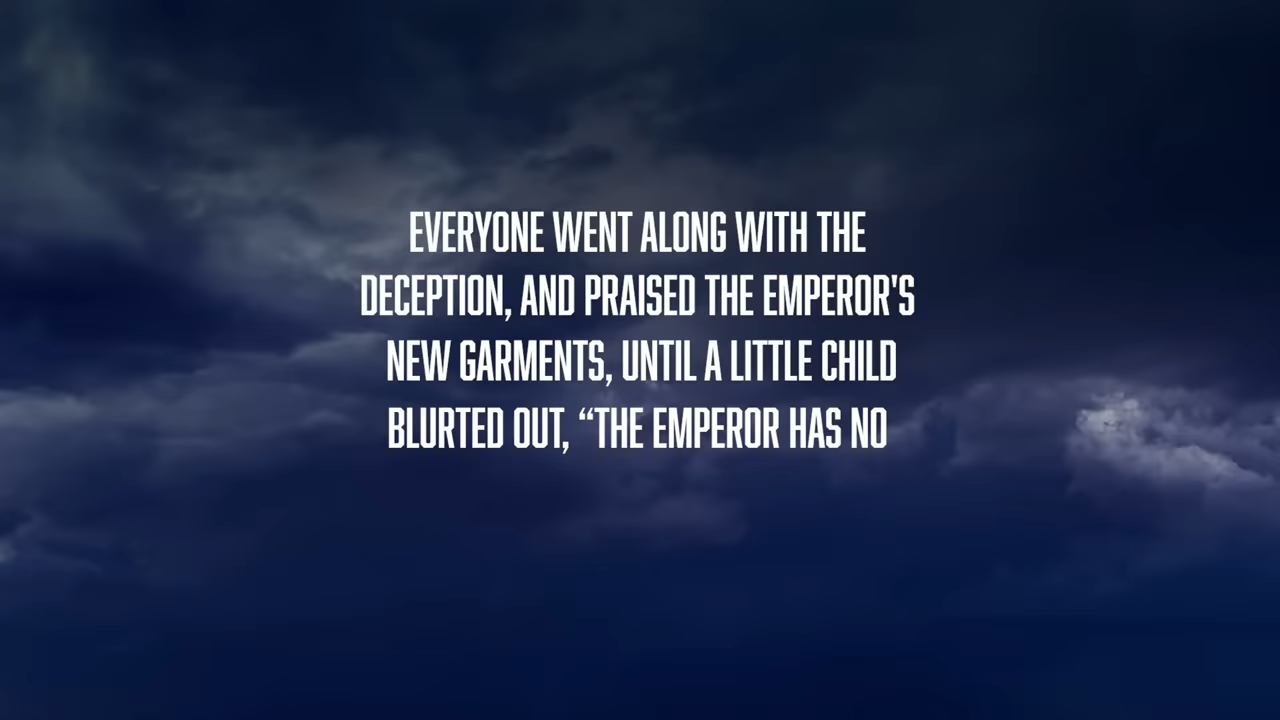 EVERYONE WENT ALONG WITH THE
DECEPTION, AND PRAISED THE EMPEROR'S
NEW GARMENTS, UNTIL A LITTLE CHILD
BLURTED OUT, “THE EMPEROR HAS NO